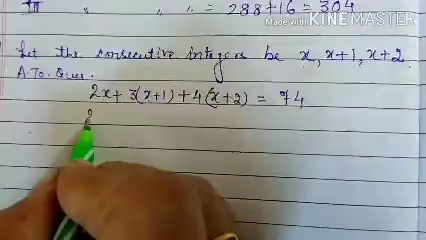 III " " " = 288 + 16 = 304
Made With KINEMASTER
Let the consecutive integers be x, x+1, x+2
A.To. Ques.
2x + 3(x+1) + 4(x+2) = 74
2